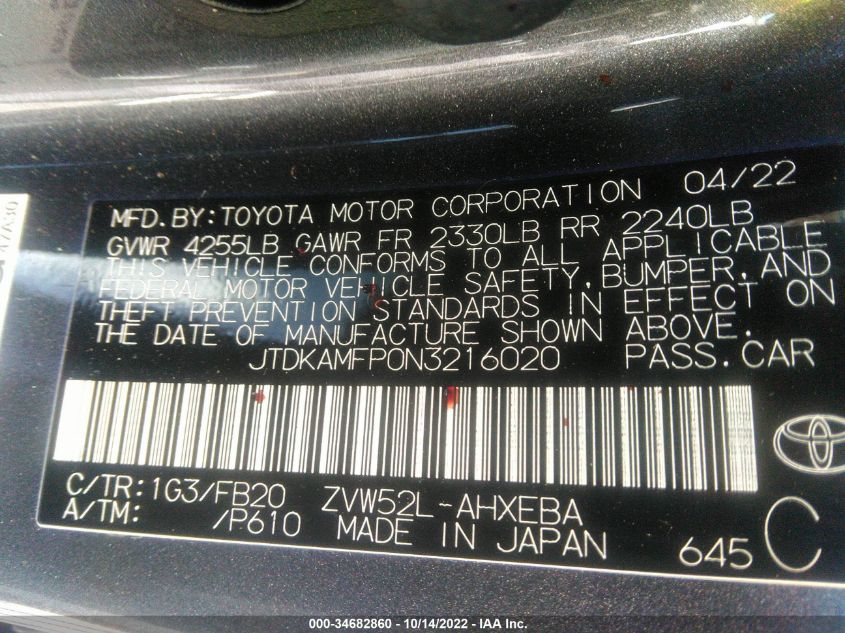 MFD.BY:TOYOTA MOTOR CORPORATION 04/22
GVWR 4255LB GAWR FR 2330LB RR 2240LB
THIS VEHICLE CONFORMS TO ALL APPLICABLE
FEDERAL MOTOR VEHICLE SAFETY,BUMPER,AND
THEFT PREVENTION STANDARDS IN EFFECT ON
THE DATE OF MANUFACTURE SHOWN ABOVE.
JTDKAMFP0N3216020 PASS.CAR
C/TR:1G3/FB20 ZVW52L-AHXEBA
A/TM: /P610 MADE IN JAPAN 645 C
000-34682860 - 10/14/2022 - IAA Inc.